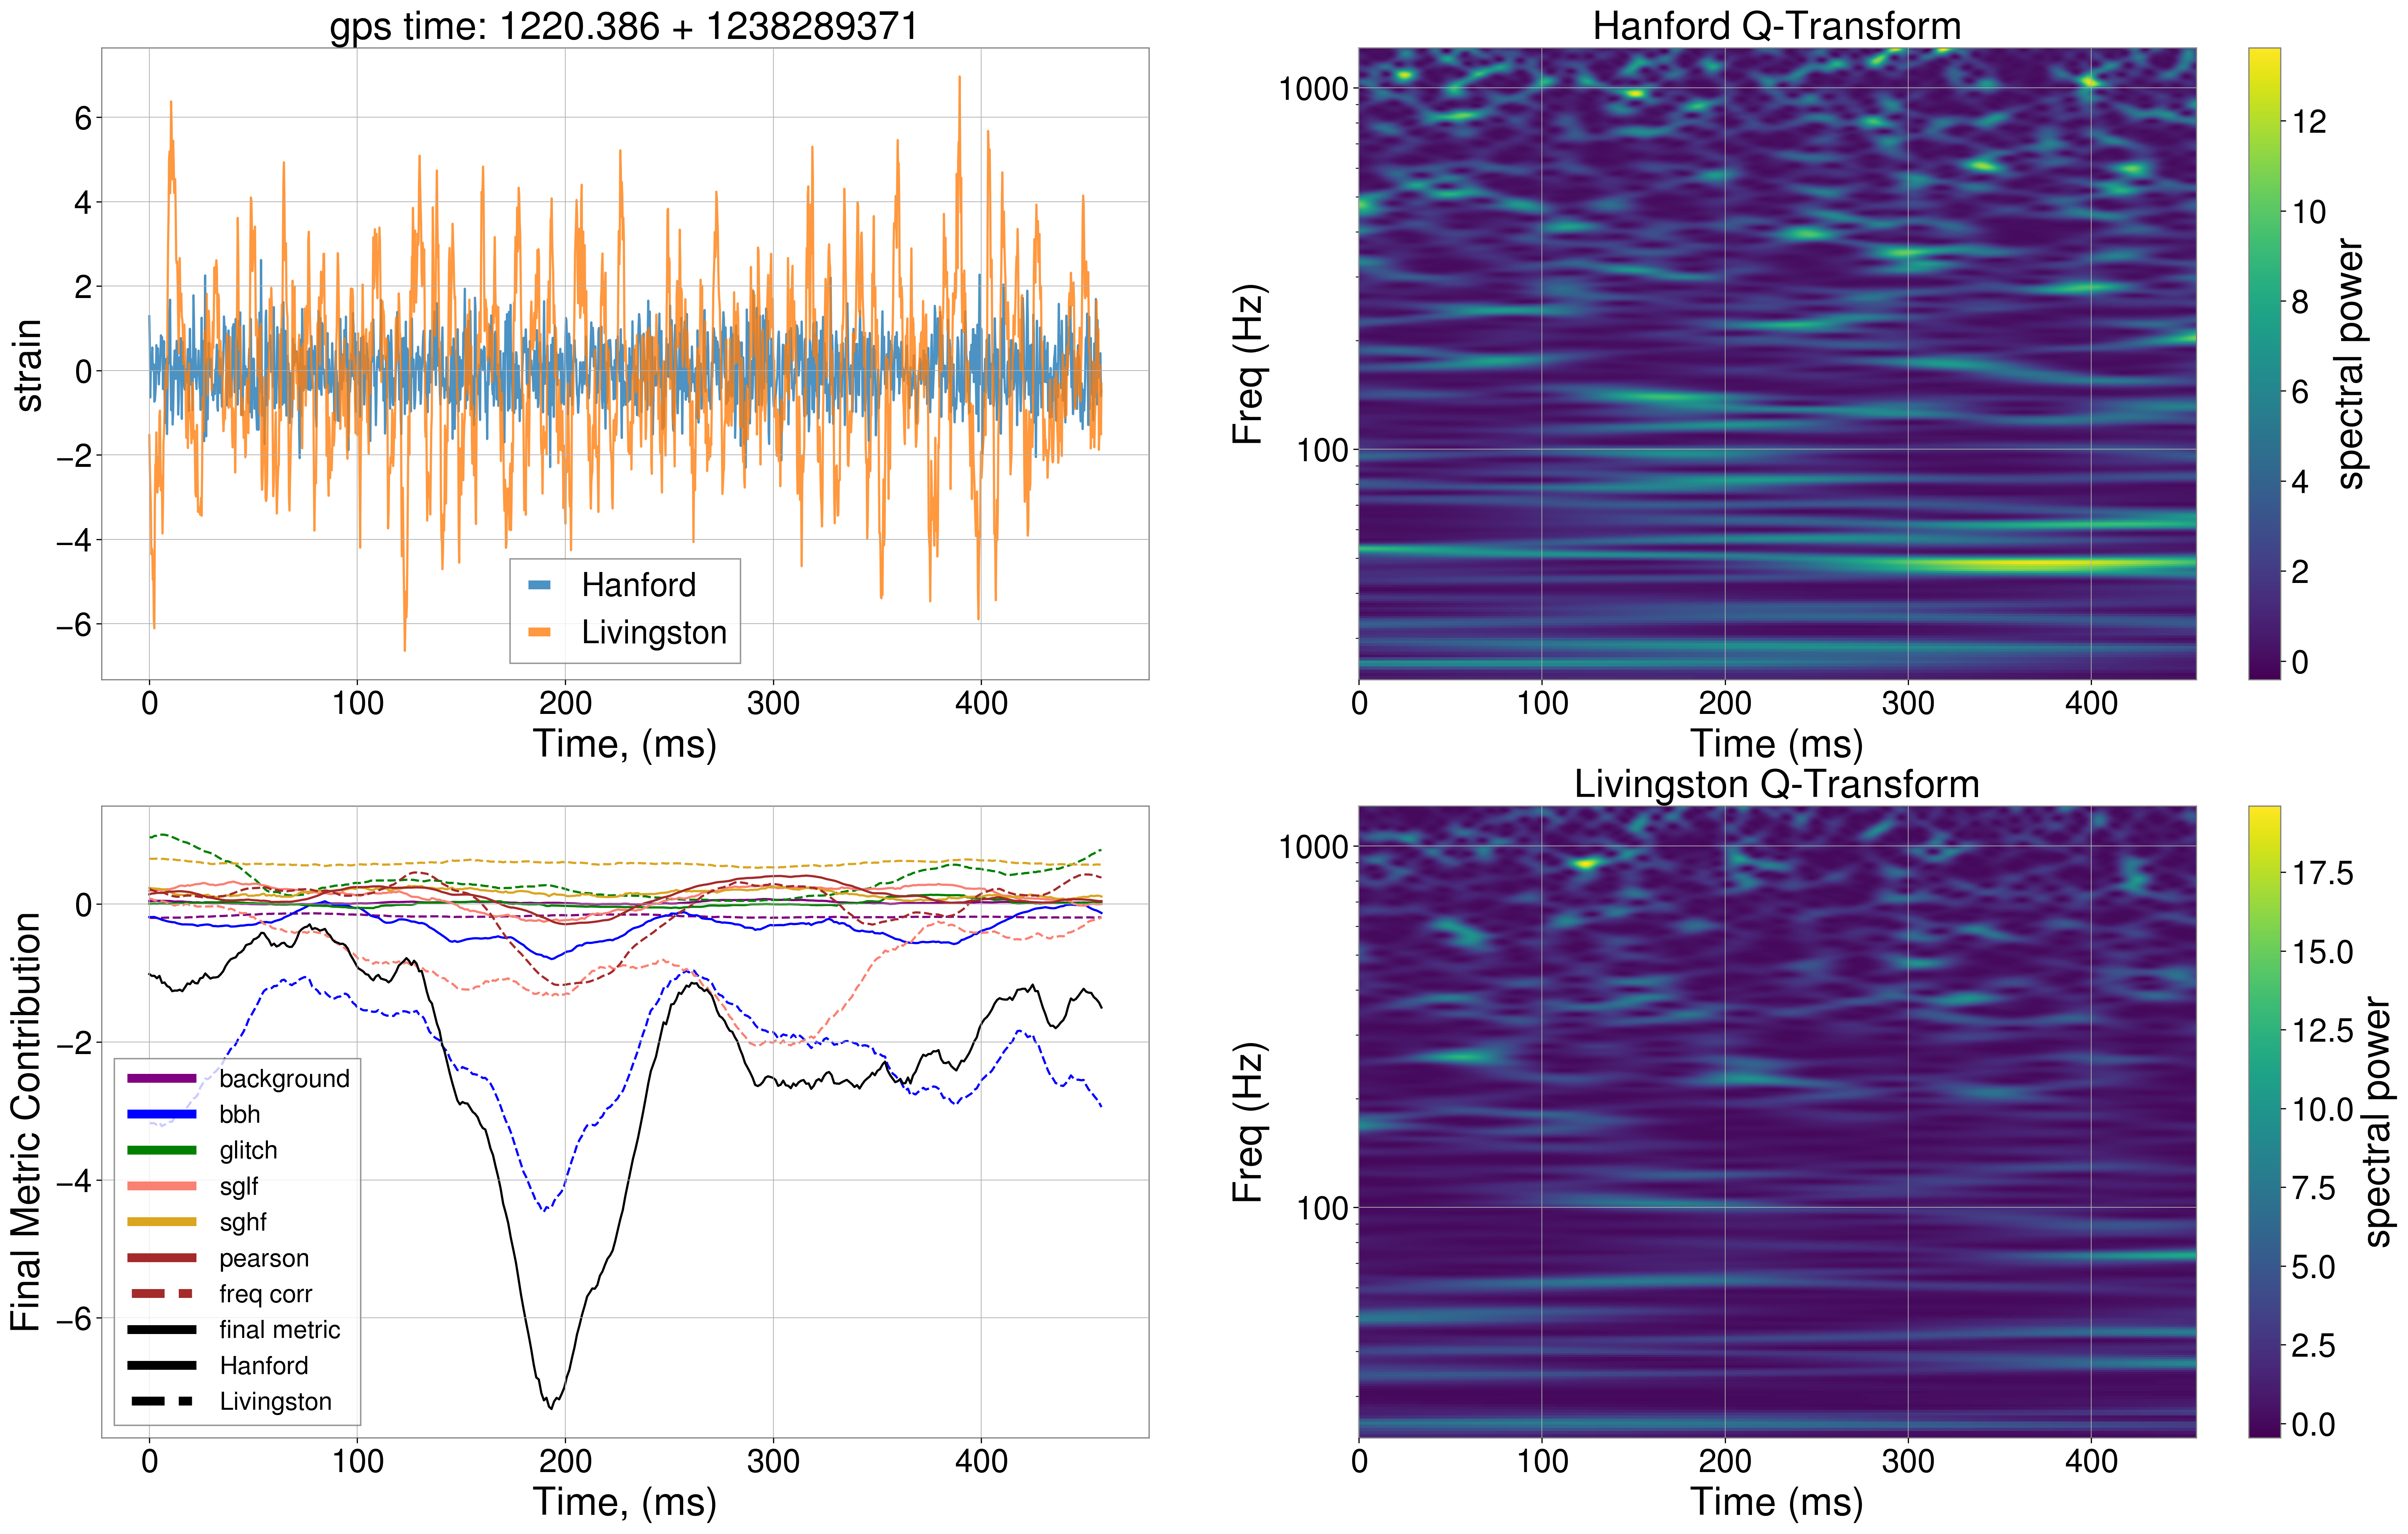 gps time: 1220.386 + 1238289371
6
4
2
0
−2
−4
−6
strain
Hanford
Livingston
0 100 200 300 400
Time, (ms)
Hanford Q-Transform
1000
100
Freq (Hz)
0 100 200 300 400
Time (ms)
12
10
8
6
4
2
0
spectral power
0
−2
−4
−6
Final Metric Contribution
background
bbh
glitch
sglf
sghf
pearson
freq corr
final metric
Hanford
Livingston
0 100 200 300 400
Time, (ms)
Livingston Q-Transform
1000
100
Freq (Hz)
0 100 200 300 400
Time (ms)
17.5
15.0
12.5
10.0
7.5
5.0
2.5
0.0
spectral power